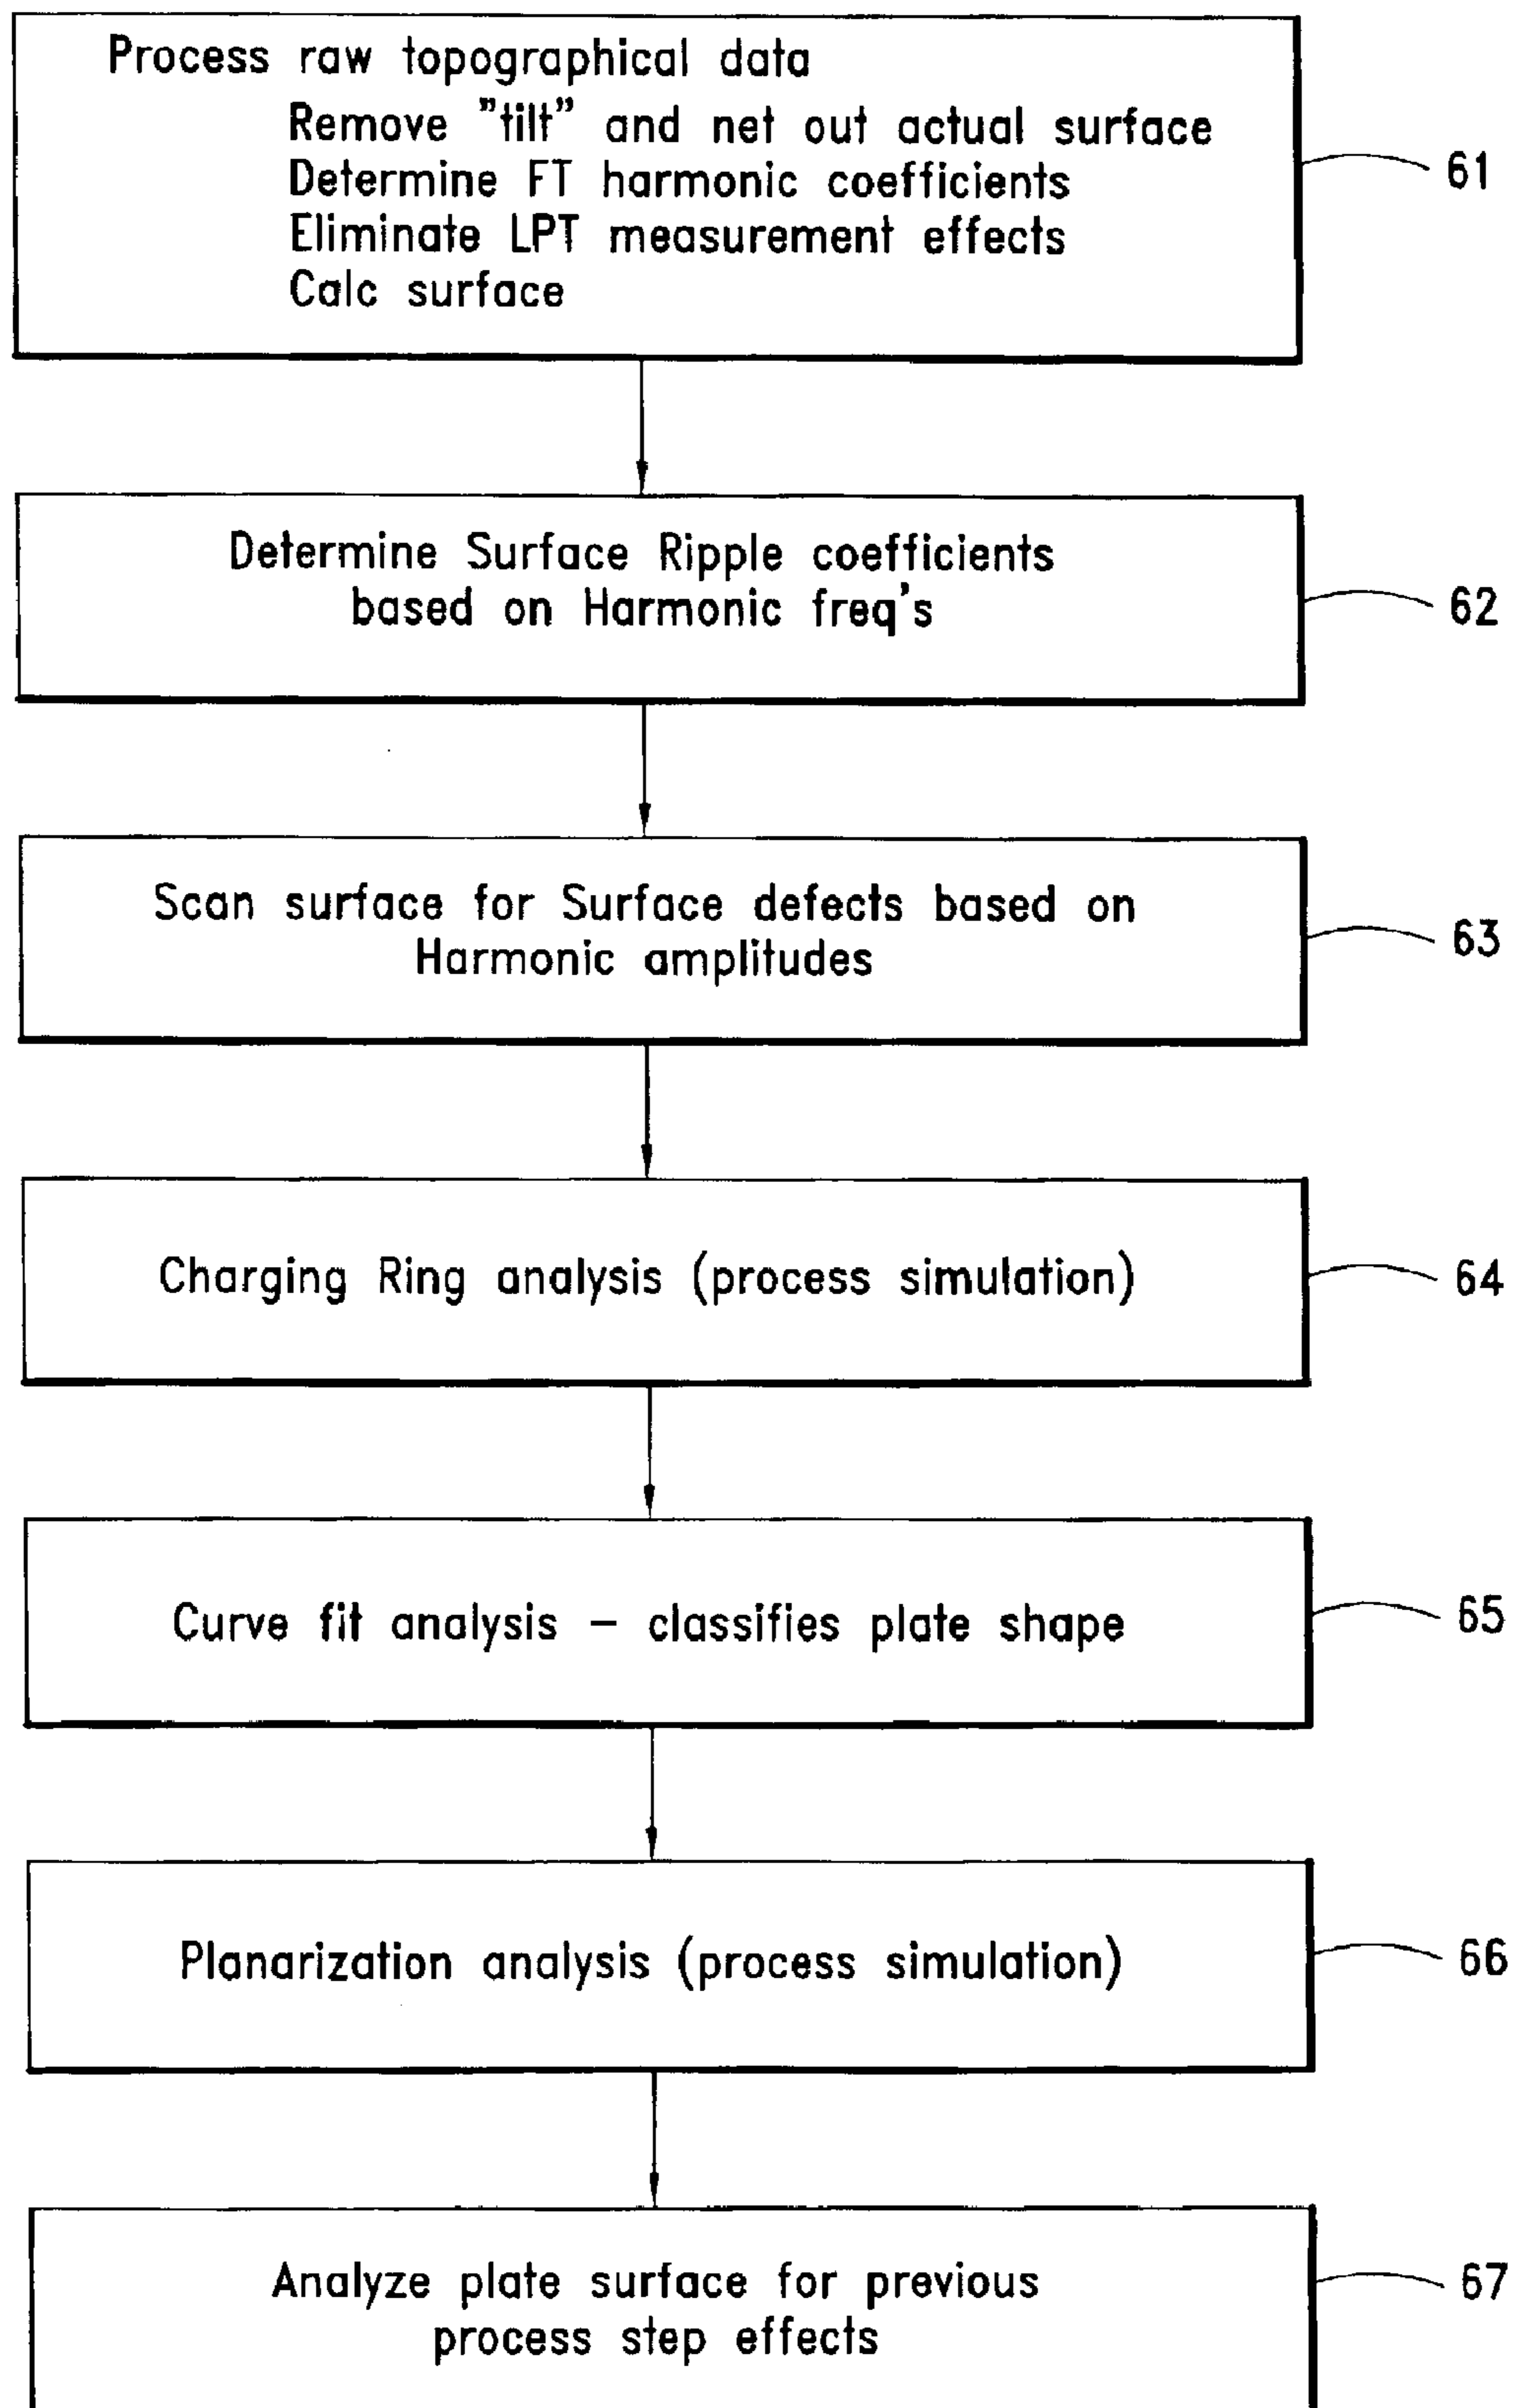 Process raw topographical data
Remove "tilt" and net out actual surface
Determine FT harmonic coefficients
Eliminate LPT measurement effects
Calc surface
61
Determine Surface Ripple coefficients
based on Harmonic freq's
62
Scan surface for Surface defects based on
Harmonic amplitudes
63
Charging Ring analysis (process simulation)
64
Curve fit analysis – classifies plate shape
65
Planarization analysis (process simulation)
66
Analyze plate surface for previous
process step effects
67